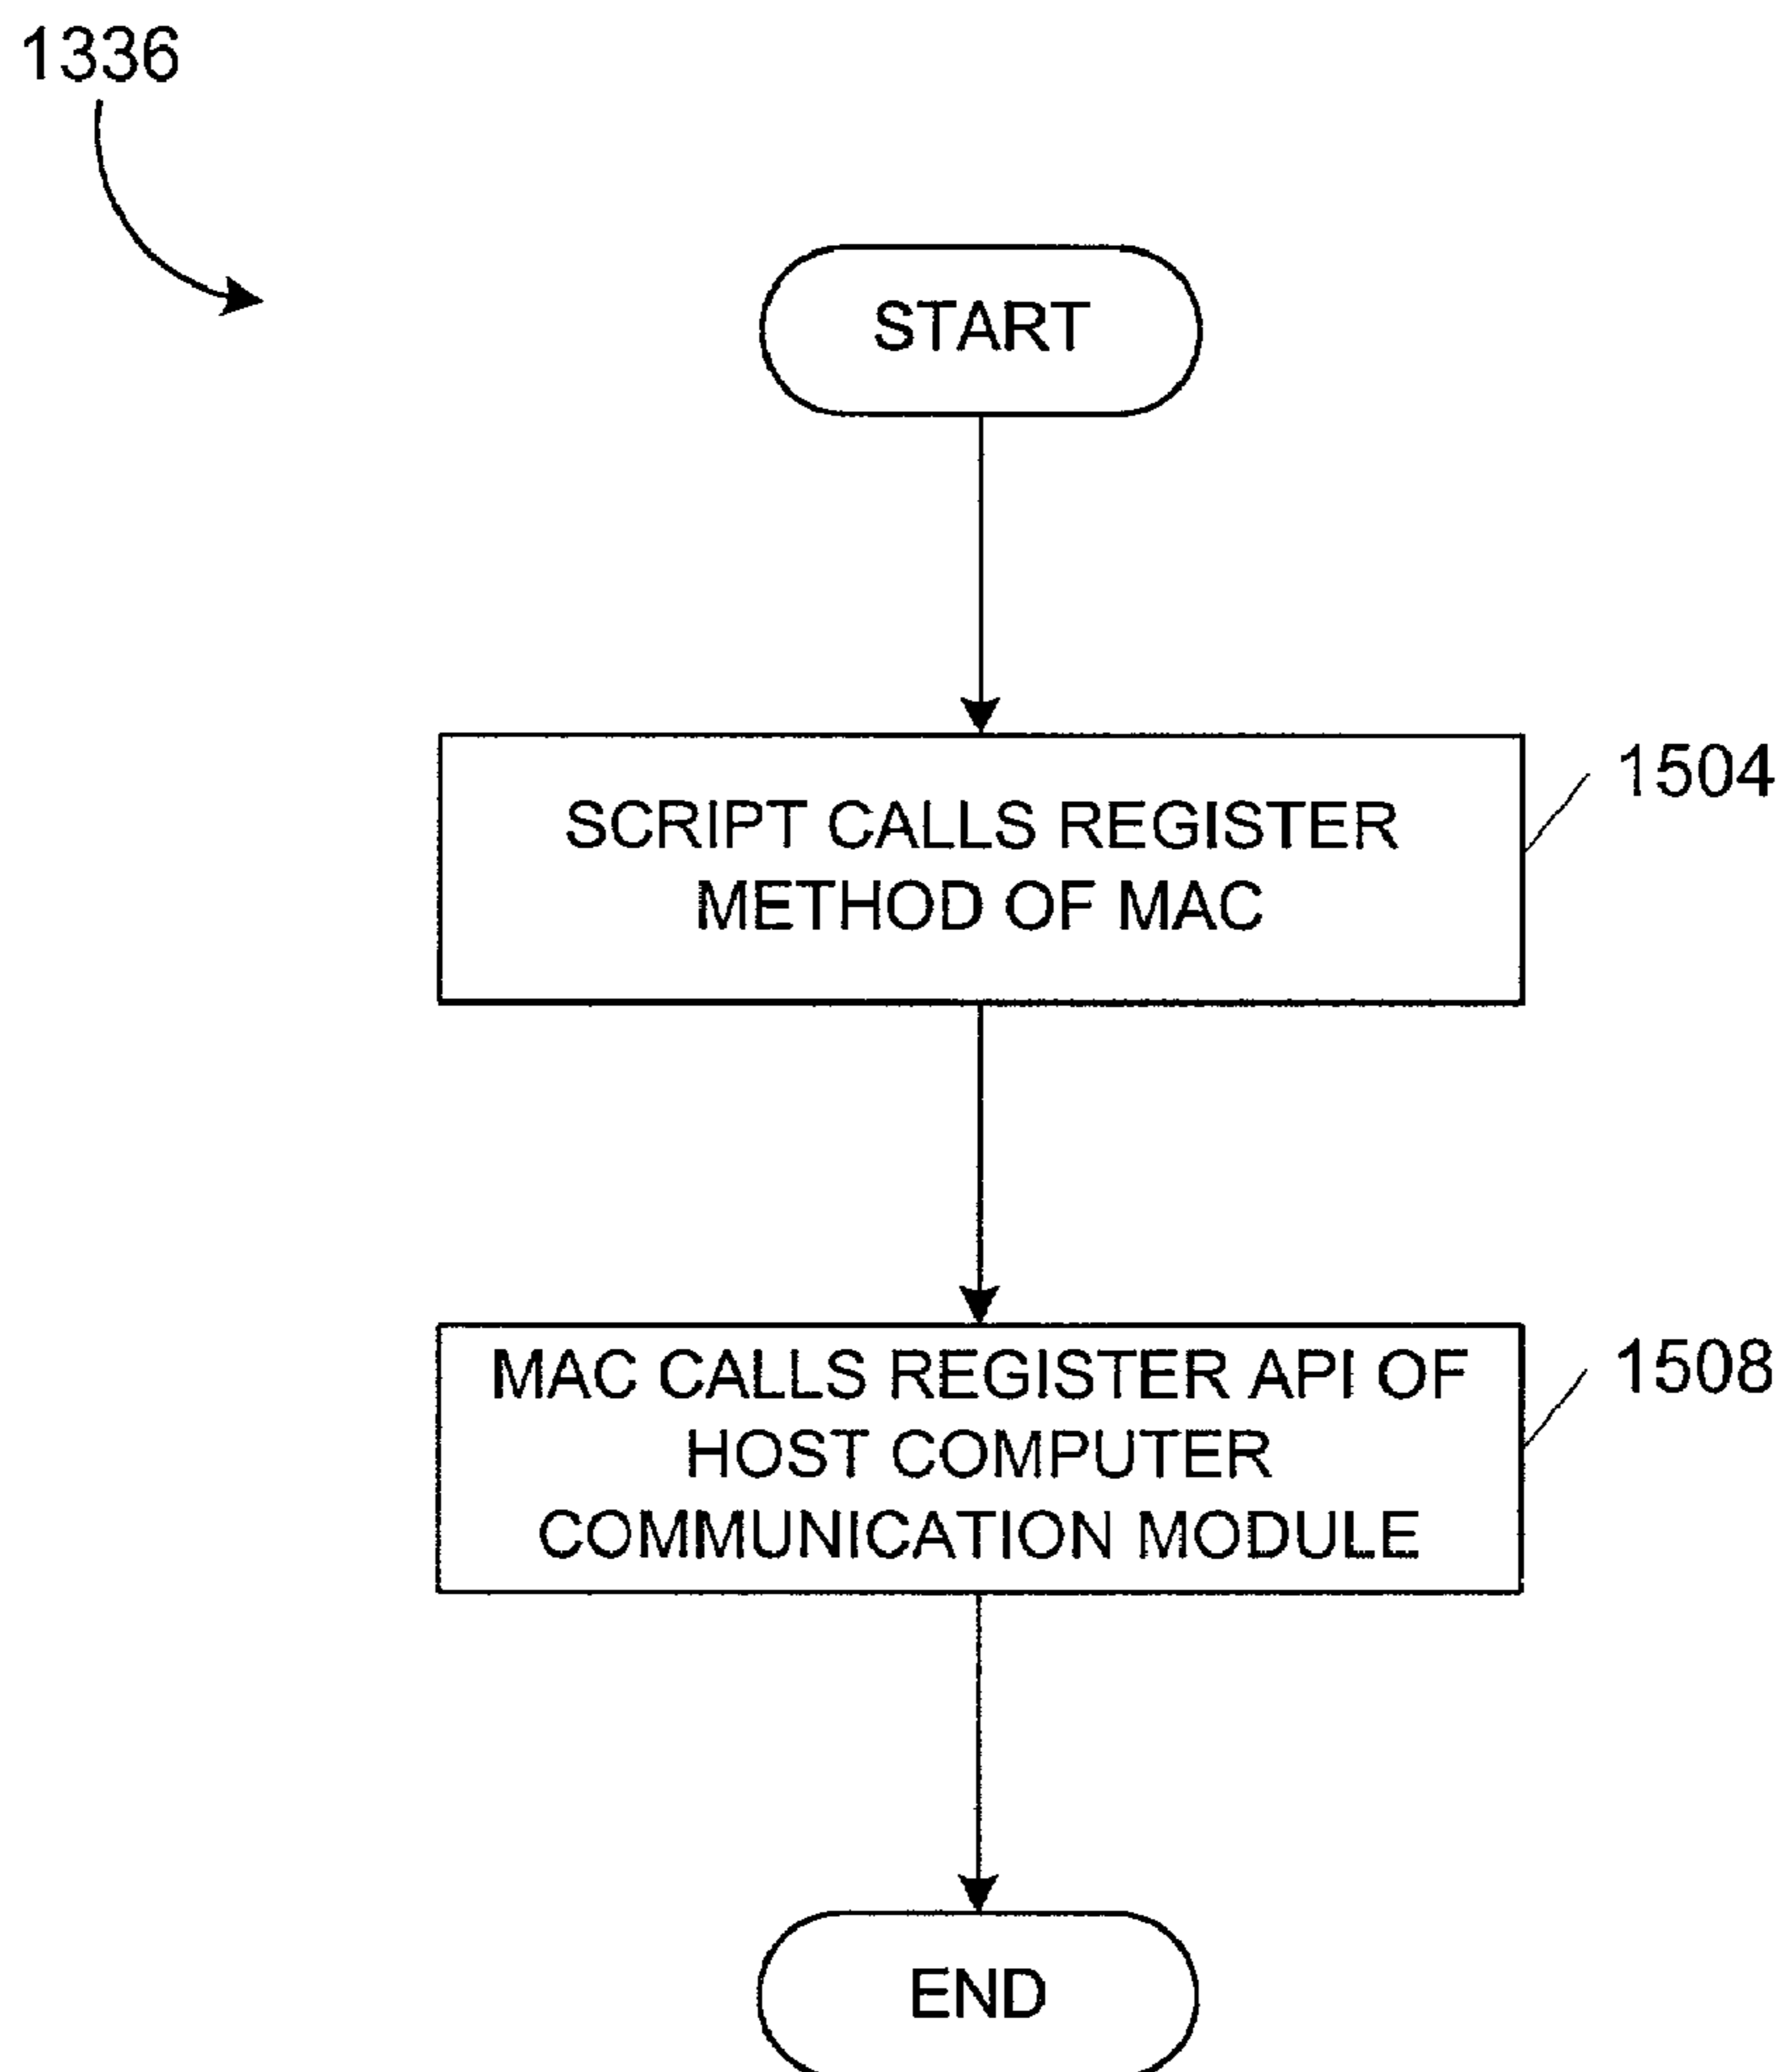 1336
START
SCRIPT CALLS REGISTER
METHOD OF MAC
1504
MAC CALLS REGISTER API OF
HOST COMPUTER
COMMUNICATION MODULE
1508
END